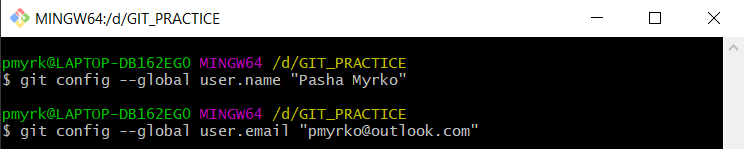 MINGW64:/d/GIT_PRACTICE
pmyrk@LAPTOP-DB162EG0 MINGW64 /d/GIT_PRACTICE
$ git config --global user.name "Pasha Myrko"
pmyrk@LAPTOP-DB162EG0 MINGW64 /d/GIT_PRACTICE
$ git config --global user.email "pmyrko@outlook.com"